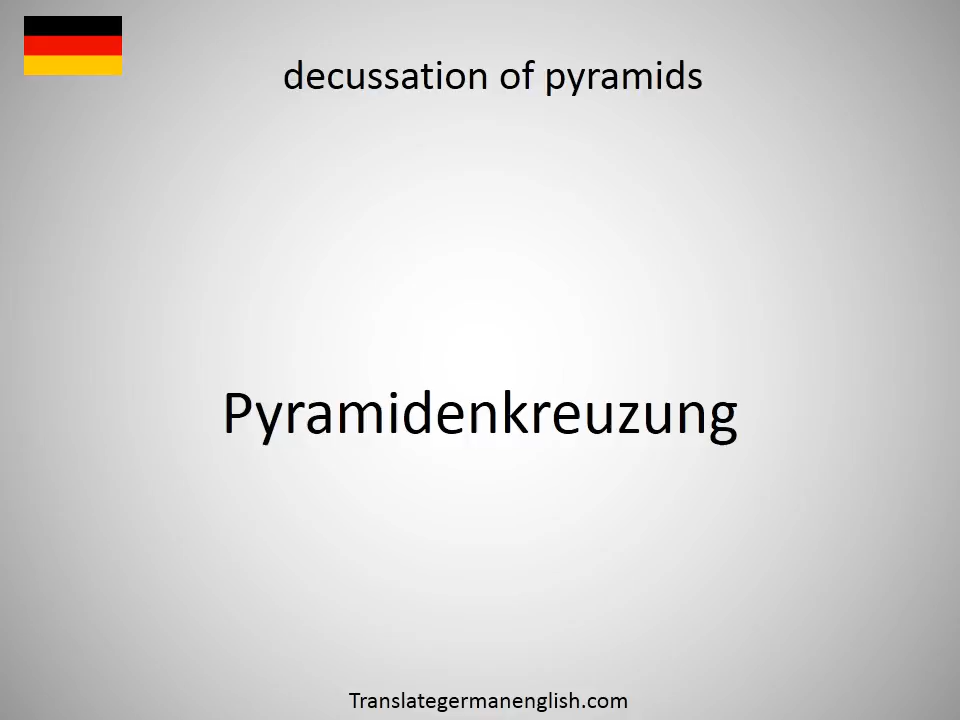 decussation of pyramids
Pyramidenkreuzung
Translategermanenglish.com